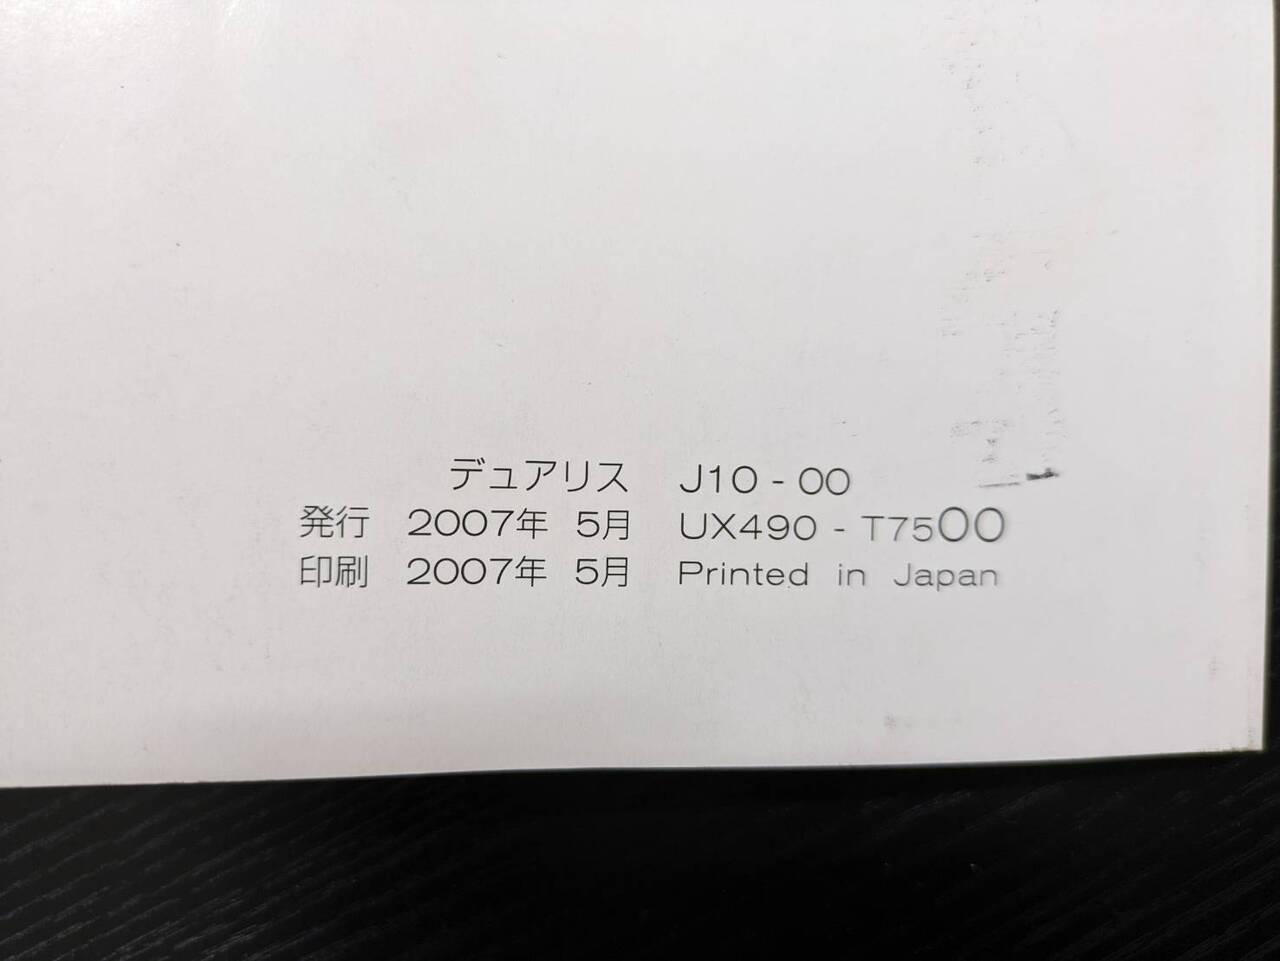 デュアリス J10-00
発行 2007年 5月 UX490-T7500
印刷 2007年 5月 Printed in Japan